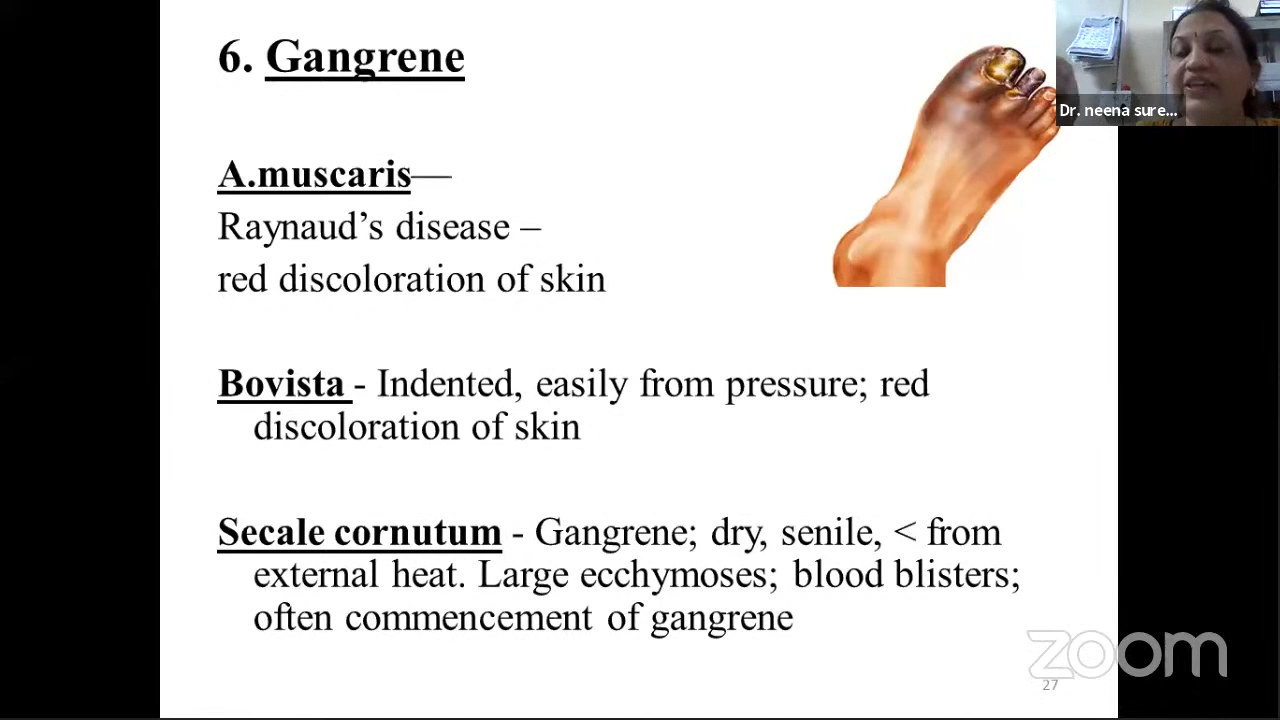 6. Gangrene
Dr. neena sure...
A.muscaris—
Raynaud’s disease –
red discoloration of skin
Bovista - Indented, easily from pressure; red
discoloration of skin
Secale cornutum - Gangrene; dry, senile, < from
external heat. Large ecchymoses; blood blisters;
often commencement of gangrene
zoom
27